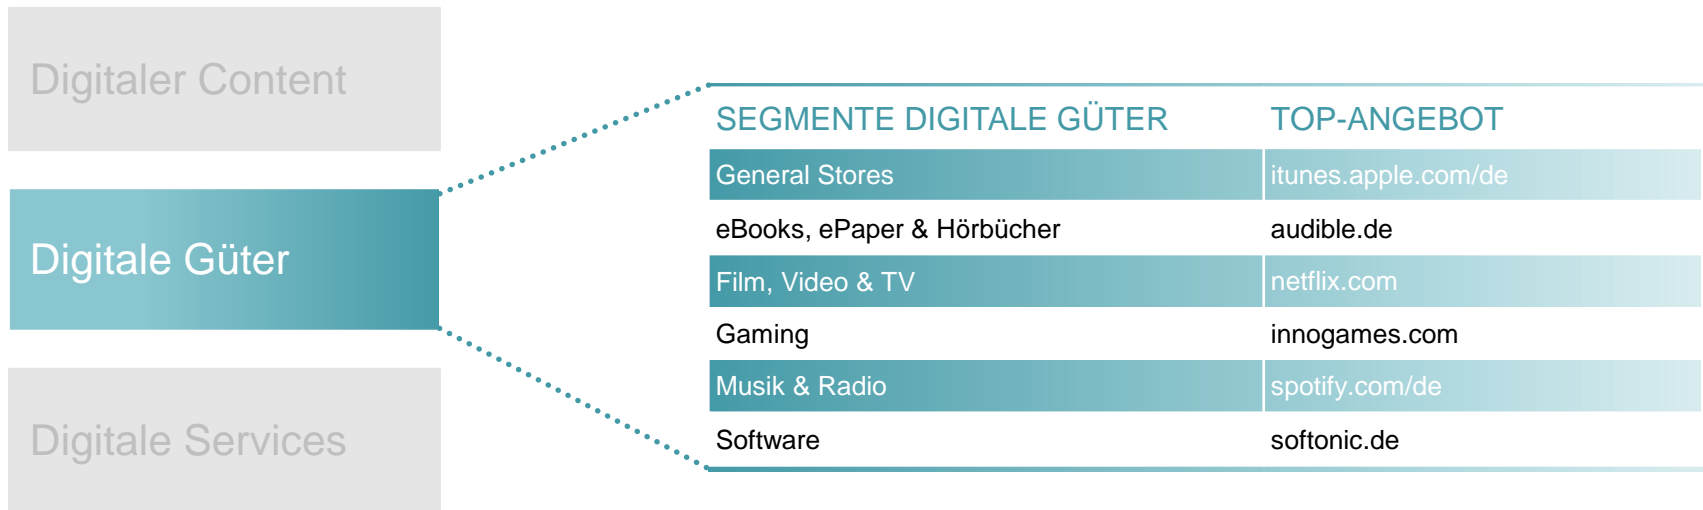 Digitaler Content
Digitale Güter
Digitale Services
SEGMENTE DIGITALE GÜTER TOP-ANGEBOT
General Stores itunes.apple.com/de
eBooks, ePaper & Hörbücher audible.de
Film, Video & TV netflix.com
Gaming innogames.com
Musik & Radio spotify.com/de
Software softonic.de